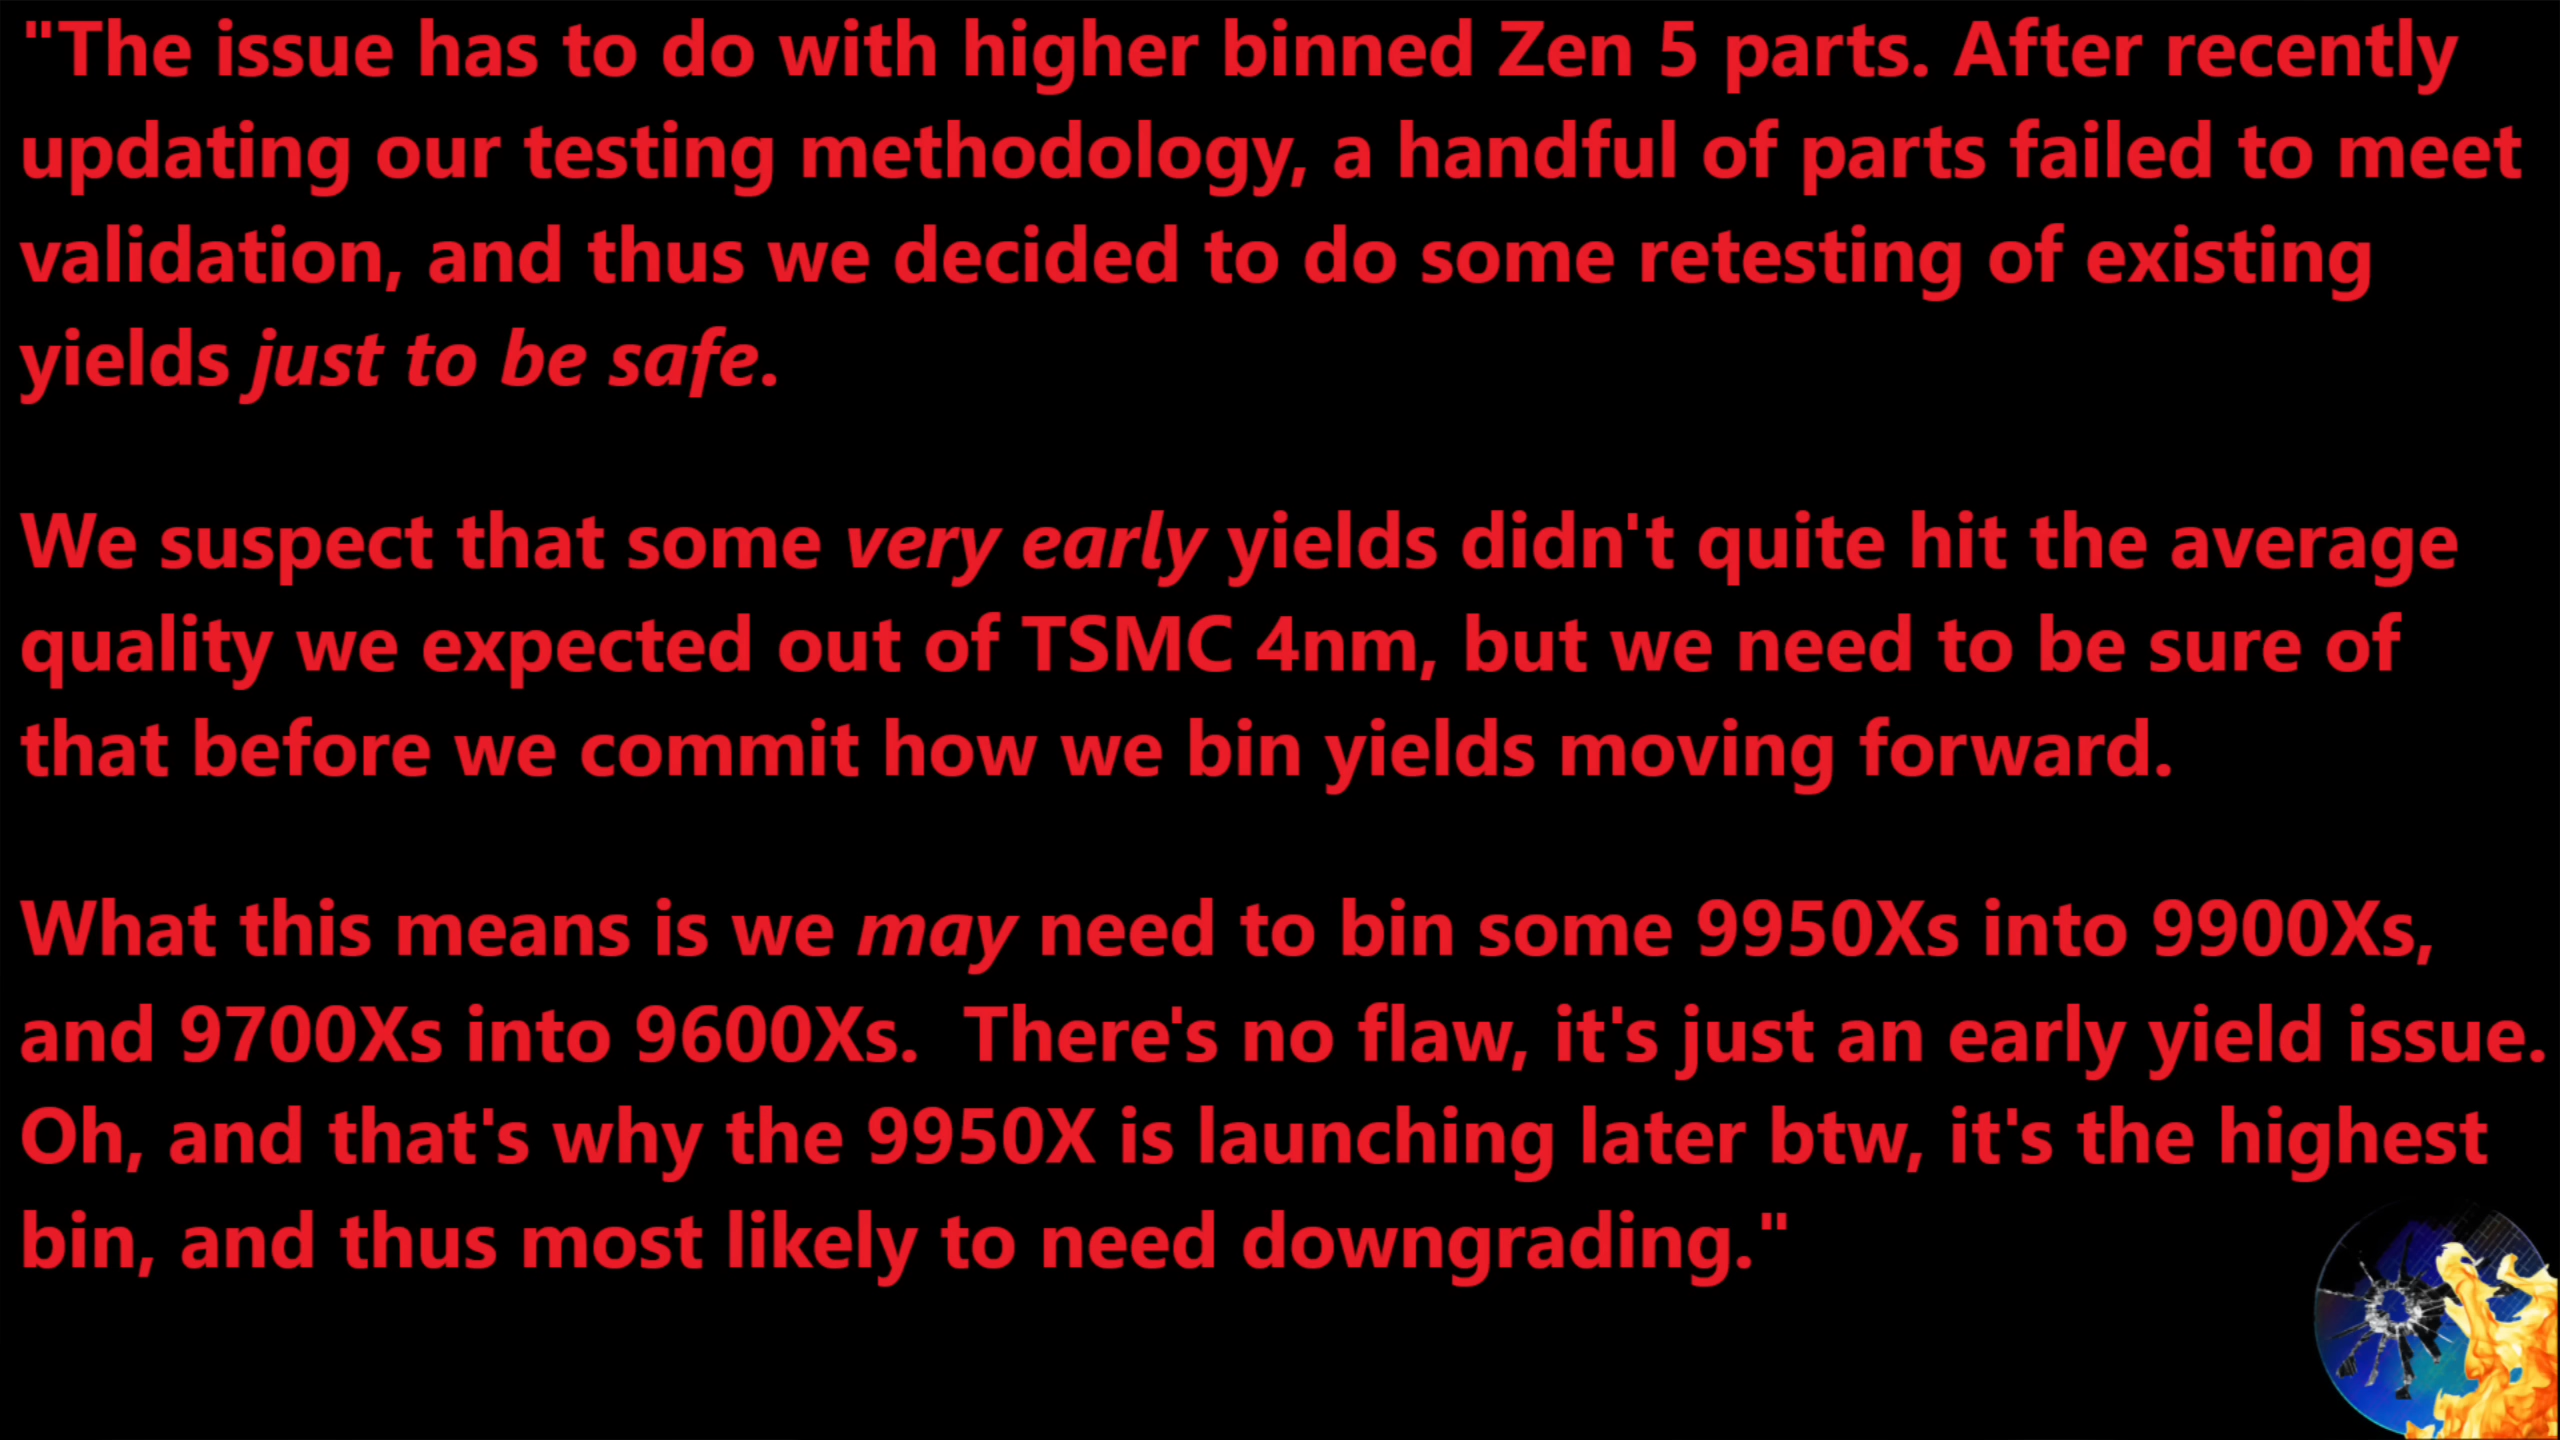 "The issue has to do with higher binned Zen 5 parts. After recently
updating our testing methodology, a handful of parts failed to meet
validation, and thus we decided to do some retesting of existing
yields just to be safe.
We suspect that some very early yields didn't quite hit the average
quality we expected out of TSMC 4nm, but we need to be sure of
that before we commit how we bin yields moving forward.
What this means is we may need to bin some 9950Xs into 9900Xs,
and 9700Xs into 9600Xs.  There's no flaw, it's just an early yield issue.
Oh, and that's why the 9950X is launching later btw, it's the highest
bin, and thus most likely to need downgrading."